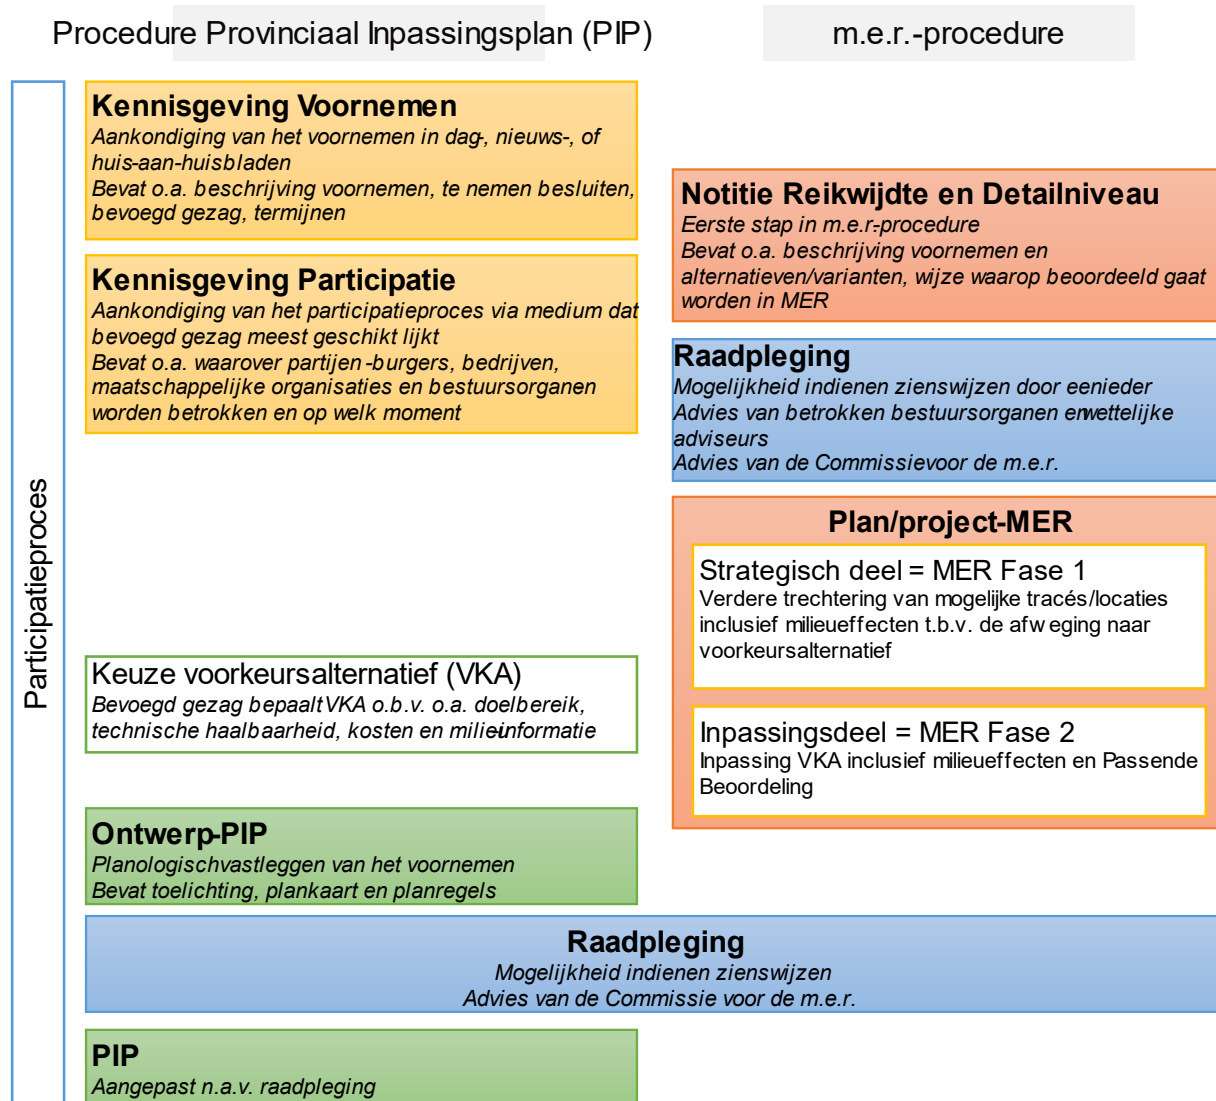 Procedure Provinciaal Inpassingsplan (PIP)
m.e.r.-procedure
Participatieproces
Kennisgeving Voornemen
Aankondiging van het voornemen in dag-, nieuws-, of
huis-aan-huisbladen
Bevat o.a. beschrijving voornemen, te nemen besluiten,
bevoegd gezag, termijnen
Kennisgeving Participatie
Aankondiging van het participatieproces via medium dat
bevoegd gezag meest geschikt lijkt
Bevat o.a. waarover partijen -burgers, bedrijven,
maatschappelijke organisaties en bestuursorganen
worden betrokken en op welk moment
Notitie Reikwijdte en Detailniveau
Eerste stap in m.e.r-procedure
Bevat o.a. beschrijving voornemen en
alternatieven/varianten, wijze waarop beoordeeld gaat
worden in MER
Raadpleging
Mogelijkheid indienen zienswijzen door eenieder
Advies van betrokken bestuursorganen en wettelijke
adviseurs
Advies van de Commissie voor de m.e.r.
Plan/project-MER
Strategisch deel = MER Fase 1
Verdere trechtering van mogelijke tracés/locaties
inclusief milieueffecten t.b.v. de afweging naar
voorkeursalternatief
Keuze voorkeursalternatief (VKA)
Bevoegd gezag bepaalt VKA o.b.v. o.a. doelbereik,
technische haalbaarheid, kosten en milieu-informatie
Inpassingsdeel = MER Fase 2
Inpassing VKA inclusief milieueffecten en Passende
Beoordeling
Ontwerp-PIP
Planologisch vastleggen van het voornemen
Bevat toelichting, plankaart en planregels
Raadpleging
Mogelijkheid indienen zienswijzen
Advies van de Commissie voor de m.e.r.
PIP
Aangepast n.a.v. raadpleging